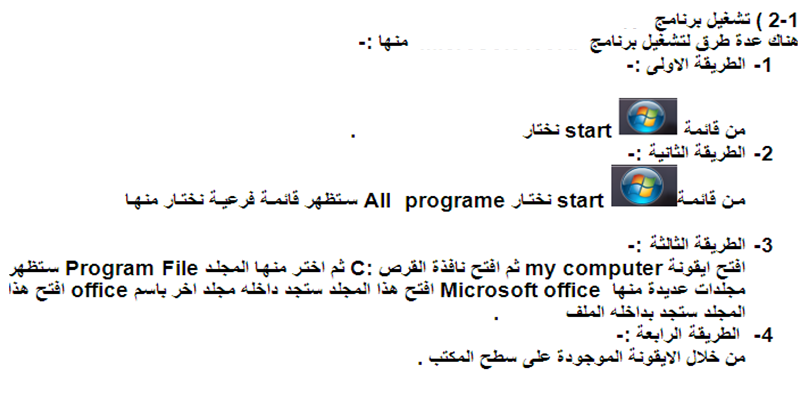 2-1 ) تشغيل برنامج
هناك عدة طرق لتشغيل برنامج منها :-
1- الطريقة الاولى :-
من قائمة start نختار .
2- الطريقة الثانية :-
من قائمة start نختار All programe ستظهر قائمة فرعية نختار منها
3- الطريقة الثالثة :-
افتح ايقونة my computer ثم افتح نافذة القرص C: ثم اختر منها المجلد Program File ستظهر
مجلدات عديدة منها Microsoft office افتح هذا المجلد ستجد داخله مجلد اخر باسم office افتح هذا
المجلد ستجد بداخله الملف .
4- الطريقة الرابعة :-
من خلال الايقونة الموجودة على سطح المكتب .